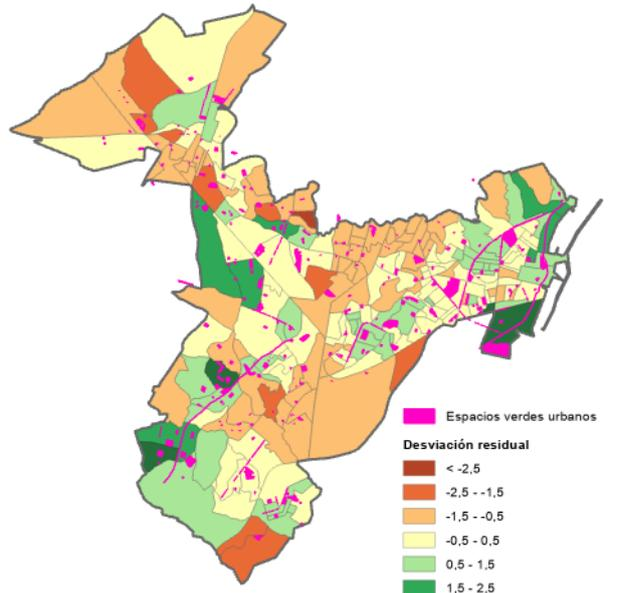 Espacios verdes urbanos
Desviación residual
< -2,5
-2,5 - -1,5
-1,5 - -0,5
-0,5 - 0,5
0,5 - 1,5
1,5 - 2,5